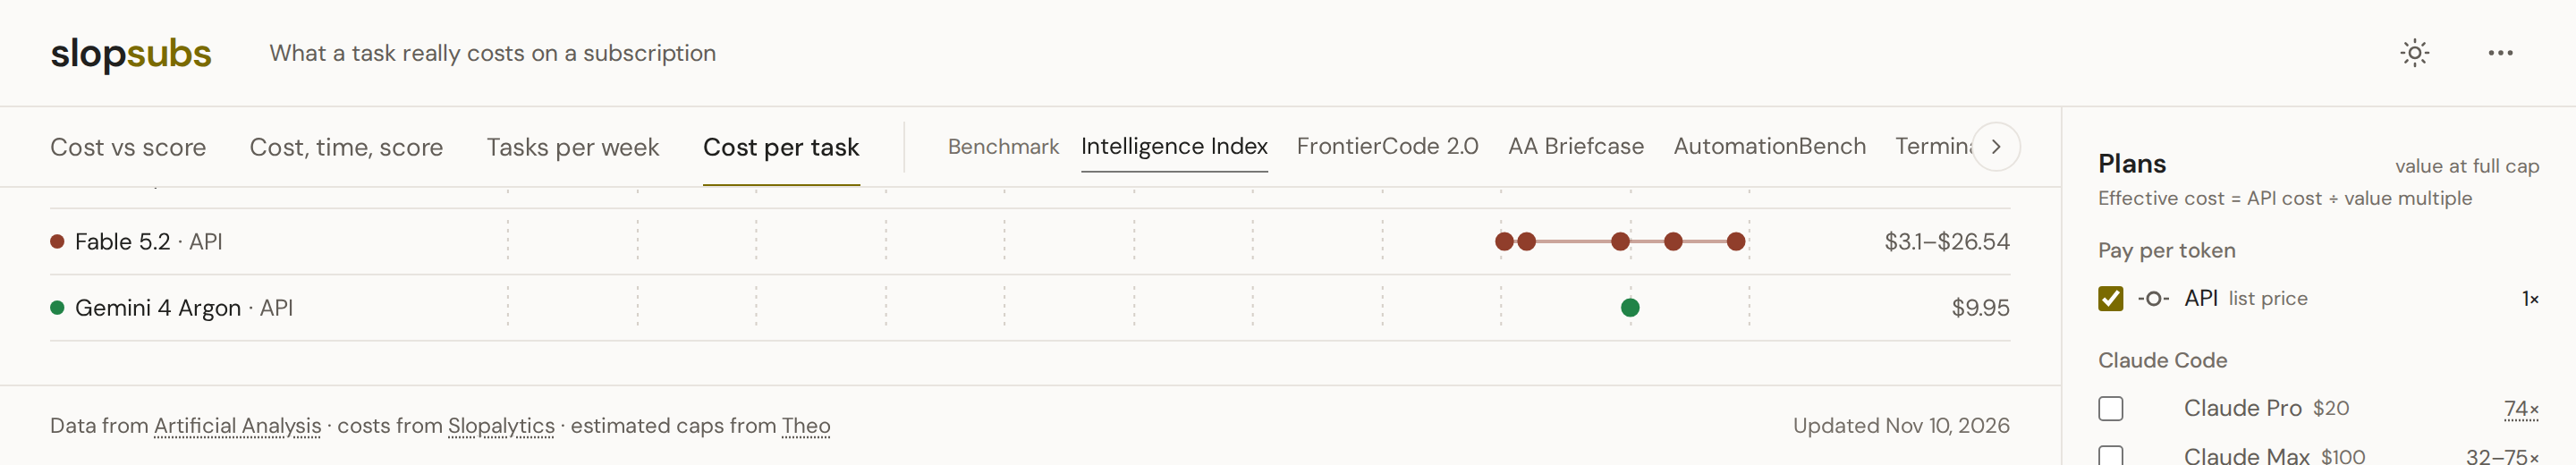 slopsubs What a task really costs on a subscription
Cost vs score Cost, time, score Tasks per week Cost per task Benchmark Intelligence Index FrontierCode 2.0 AA Briefcase AutomationBench
Fable 5.2 · API $3.1–$26.54
Gemini 4 Argon · API $9.95
Data from Artificial Analysis · costs from Slopalytics · estimated caps from Theo Updated Nov 10, 2026
Plans value at full cap
Effective cost = API cost ÷ value multiple
Pay per token
API list price 1×
Claude Code
Claude Pro $20 74×
Claude Max $100 32–75×